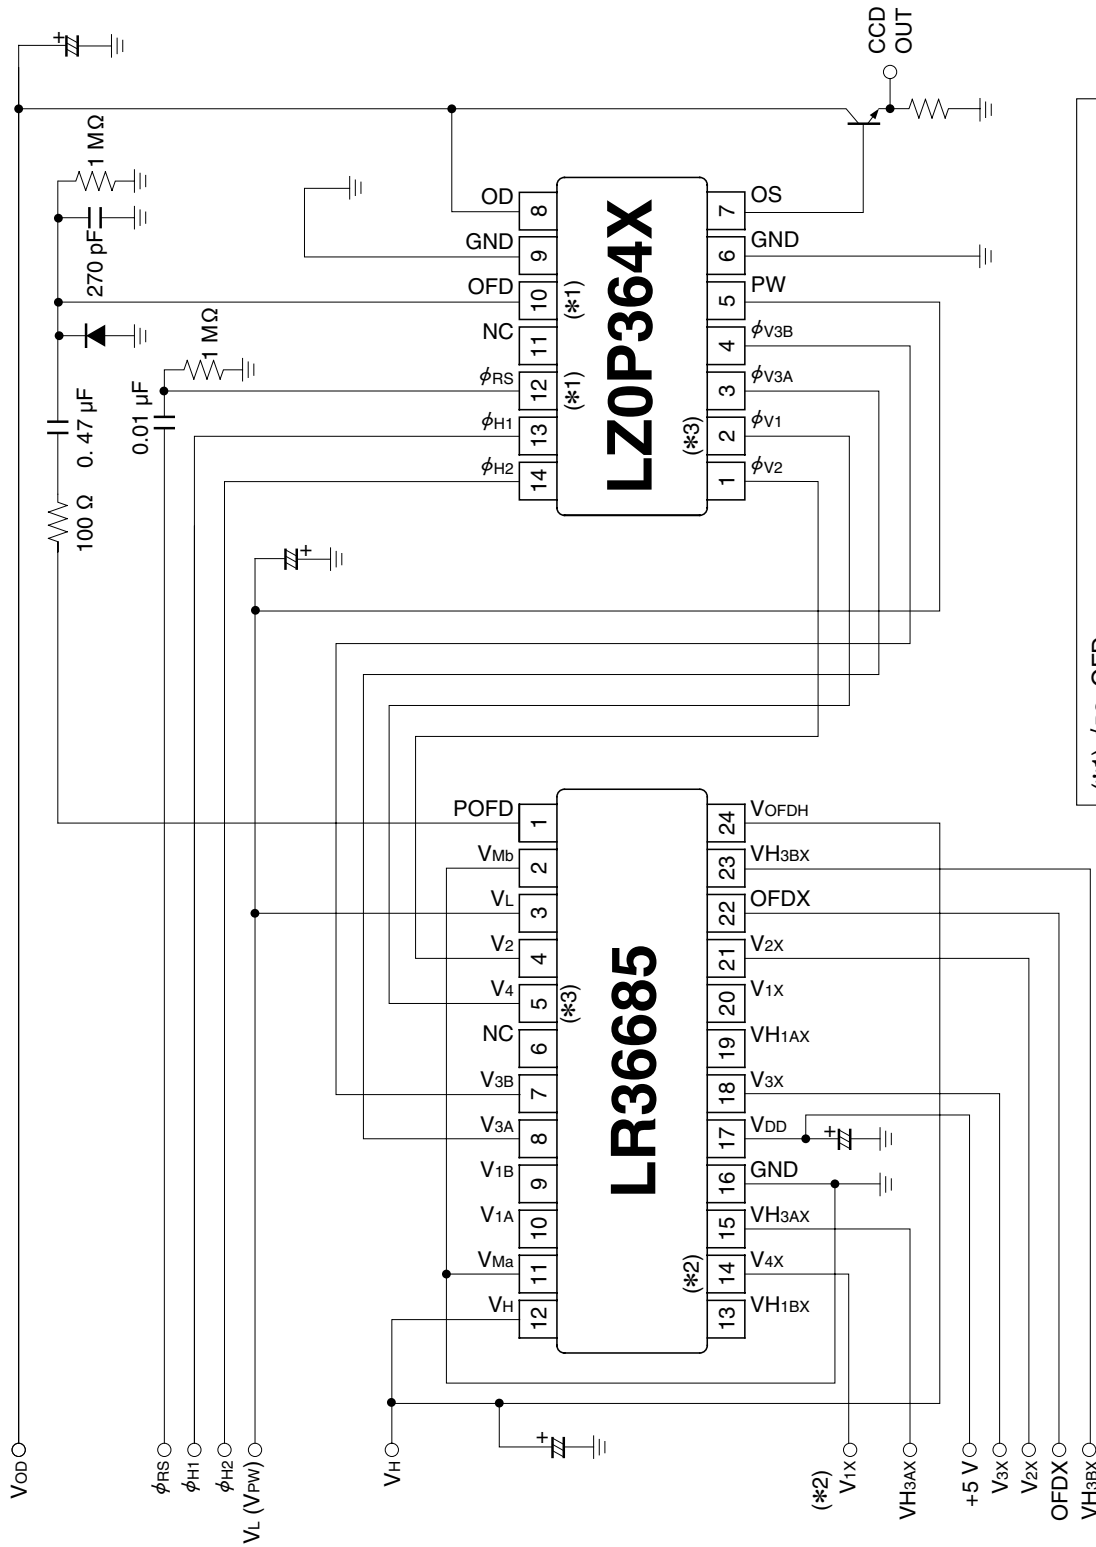 VOD
ϕRS
ϕH1
ϕH2
VL (VPW)
VH
(*2)
V1X
VH3AX
+5 V
V3X
V2X
OFDX
VH3BX
+
100 Ω
0.47 µF
0.01 µF
1 MΩ
270 pF
1 MΩ
+
+
+
LR36685
POFD 1
VMb 2
VL 3
V2 4
V4 5
(*3)
NC 6
V3B 7
V3A 8
V1B 9
V1A 10
VMa 11
VH 12
13 VH1BX
14 V4X
(*2)
15 VH3AX
16 GND
17 VDD
18 V3X
19 VH1AX
20 V1X
21 V2X
22 OFDX
23 VH3BX
24 VOFDH
LZ0P364X
OD 8
GND 9
OFD 10
(*1)
NC 11
ϕRS 12
(*1)
ϕH1 13
ϕH2 14
1 ϕV2
2 ϕV1
(*3)
3 ϕV3A
4 ϕV3B
5 PW
6 GND
7 OS
CCD
OUT